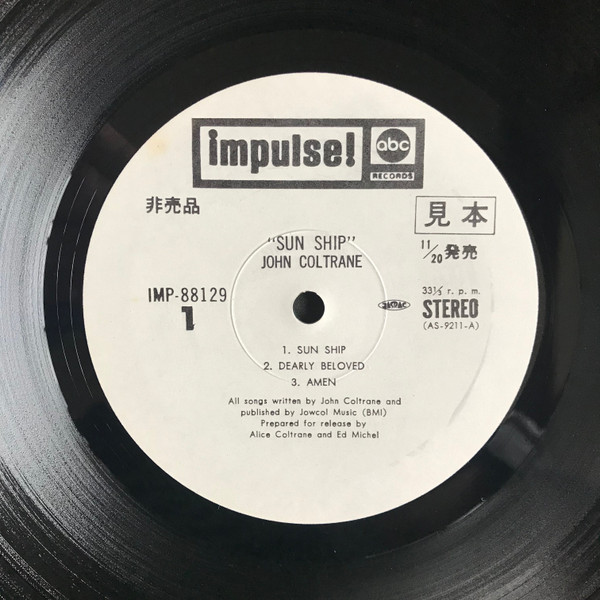 impulse!
abc
RECORDS
非売品
見本
"SUN SHIP"
JOHN COLTRANE
11/20発売
IMP-88129
1
JASRAC
33⅓ r. p. m.
STEREO
(AS-9211-A)
1. SUN SHIP
2. DEARLY BELOVED
3. AMEN
All songs written by John Coltrane and
published by Jowcol Music (BMI)
Prepared for release by
Alice Coltrane and Ed Michel